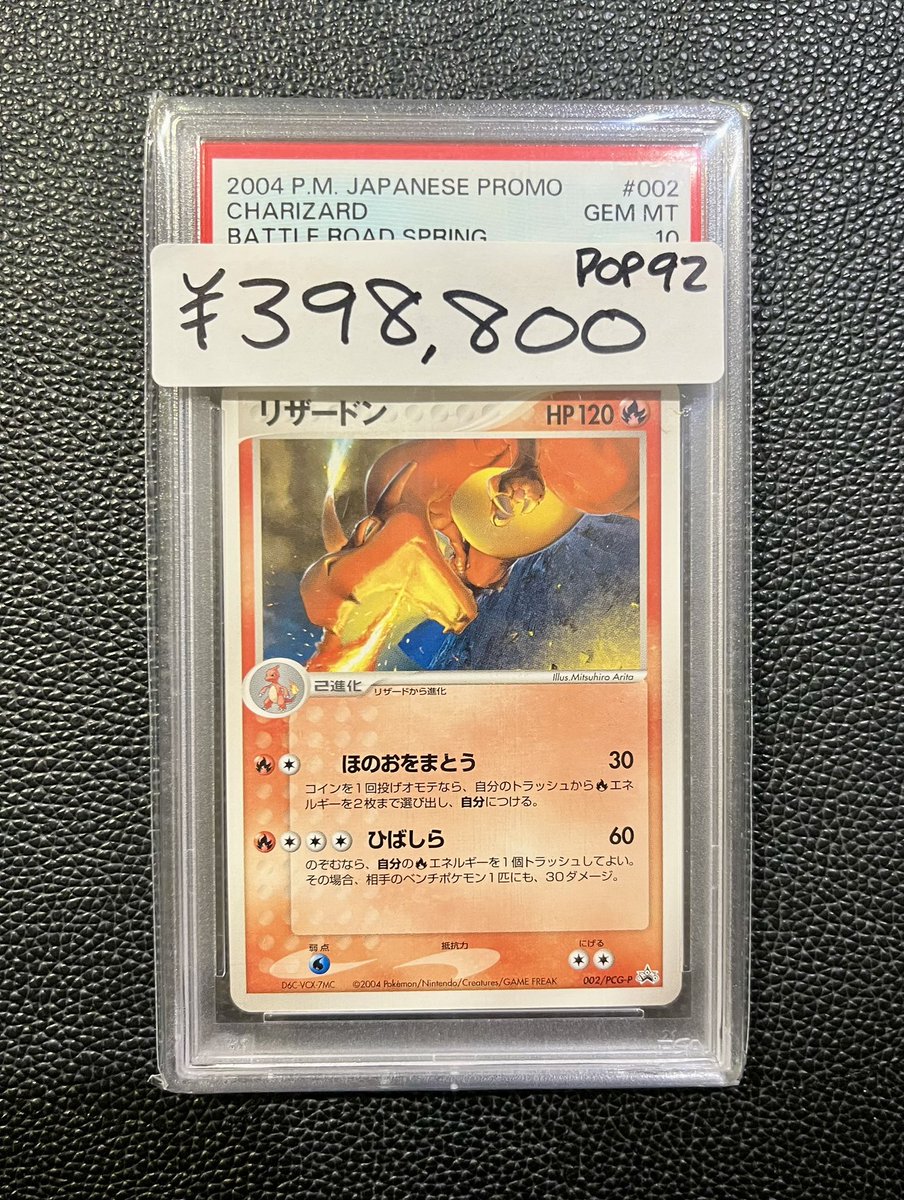 2004 P.M. JAPANESE PROMO #002
CHARIZARD GEM MT
BATTLE ROAD SPRING 10
POP92
¥398,800
リザードン HP120
Illus.Mitsuhiro Arita
2進化 リザードから進化
ほのおをまとう 30
コインを1回投げオモテなら、自分のトラッシュからエネ
ルギーを2枚まで選び出し、自分につける。
ひばしら 60
のぞむなら、自分のエネルギーを1個トラッシュしてよい。
その場合、相手のベンチポケモン1匹にも、30ダメージ。
弱点 抵抗力 にげる
D6C-VCX-7MC ©2004 Pokémon/Nintendo/Creatures/GAME FREAK 002/PCG-P